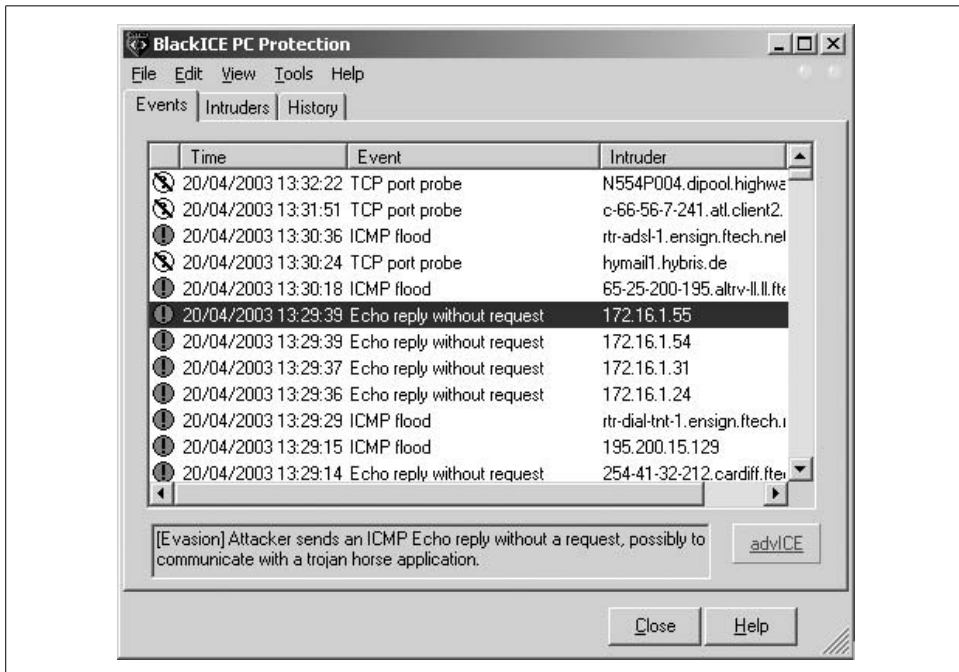 BlackICE PC Protection
File Edit View Tools Help
Events Intruders History
Time Event Intruder
20/04/2003 13:32:22 TCP port probe N554P004.dipool.highwa
20/04/2003 13:31:51 TCP port probe c-66-56-7-241.atl.client2.
20/04/2003 13:30:36 ICMP flood rtr-adsl-1.ensign.ftech.net
20/04/2003 13:30:24 TCP port probe hymail1.hybris.de
20/04/2003 13:30:18 ICMP flood 65-25-200-195.altrv-ll.ll.fte
20/04/2003 13:29:39 Echo reply without request 172.16.1.55
20/04/2003 13:29:39 Echo reply without request 172.16.1.54
20/04/2003 13:29:37 Echo reply without request 172.16.1.31
20/04/2003 13:29:36 Echo reply without request 172.16.1.24
20/04/2003 13:29:29 ICMP flood rtr-dial-tnt-1.ensign.ftech.r
20/04/2003 13:29:15 ICMP flood 195.200.15.129
20/04/2003 13:29:14 Echo reply without request 254-41-32-212.cardiff.fte
[Evasion] Attacker sends an ICMP Echo reply without a request, possibly to
communicate with a trojan horse application.
advICE
Close Help